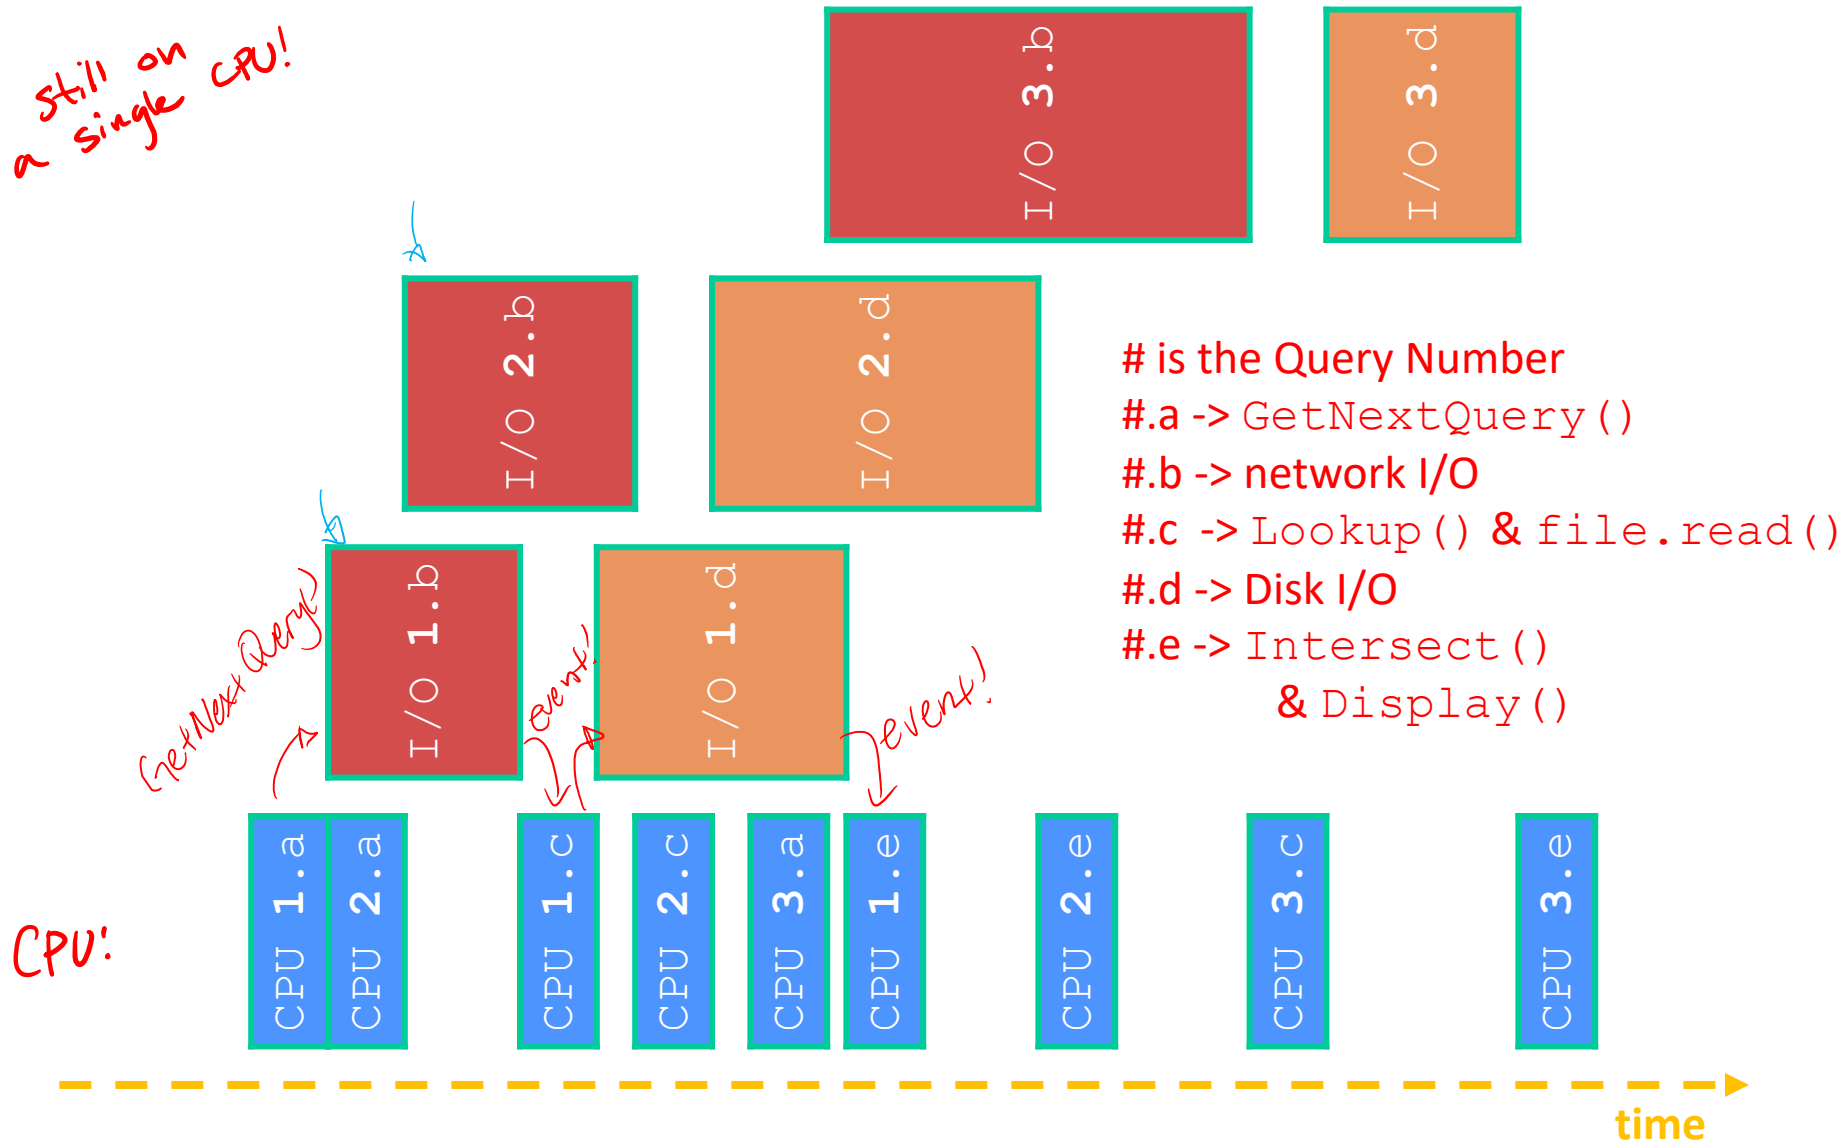 still on
a single CPU!
I/O 3.b
I/O 3.d
I/O 2.b
I/O 2.d
# is the Query Number
#.a -> GetNextQuery()
#.b -> network I/O
#.c -> Lookup() & file.read()
#.d -> Disk I/O
#.e -> Intersect()
& Display()
GetNextQuery()
I/O 1.b
event!
I/O 1.d
event!
CPU!
CPU 1.a
CPU 2.a
CPU 1.c
CPU 2.c
CPU 3.a
CPU 1.e
CPU 2.e
CPU 3.c
CPU 3.e
time